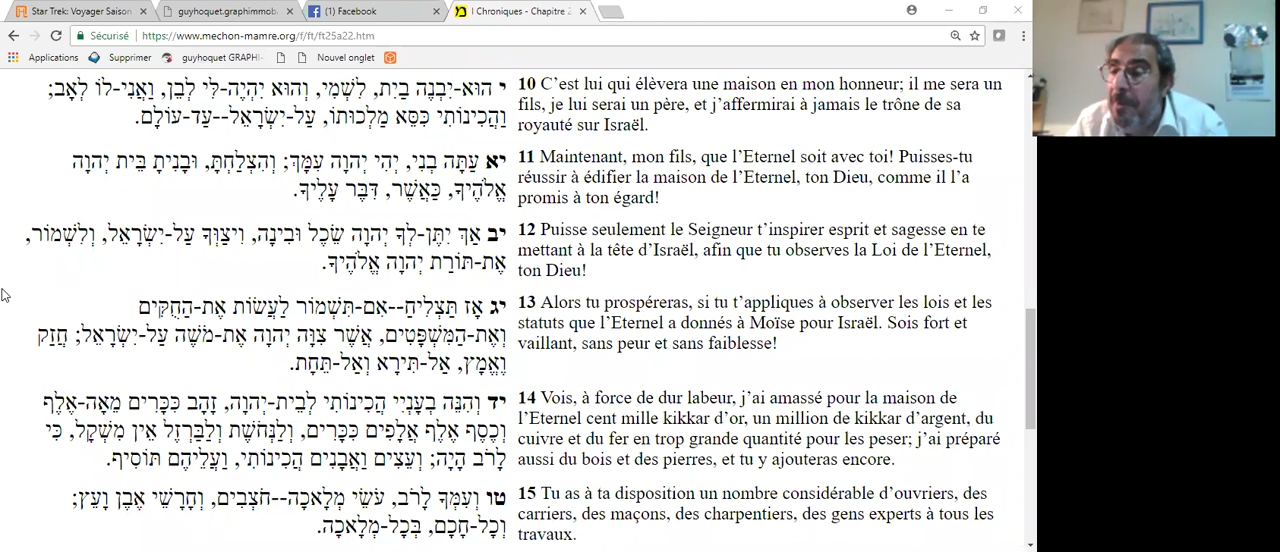 Star Trek: Voyager Saison
guyhoquet.graphimmob
(1) Facebook
I Chroniques - Chapitre 2
Sécurisé
https://www.mechon-mamre.org/f/ft/ft25a22.htm
Applications
Supprimer
guyhoquet GRAPHI
Nouvel onglet
י הוּא-יִבְנֶה בַיִת, לִשְׁמִי, וְהוּא יִהְיֶה-לִּי לְבֵן, וַאֲנִי-לוֹ לְאָב;
וַהֲכִינוֹתִי כִּסֵּא מַלְכוּתוֹ, עַל-יִשְׂרָאֵל--עַד-עוֹלָם.
10 C’est lui qui élèvera une maison en mon honneur; il me sera un
fils, je lui serai un père, et j’affermirai à jamais le trône de sa
royauté sur Israël.
יא עַתָּה בְנִי, יְהִי יְהוָה עִמָּךְ; וְהִצְלַחְתָּ, וּבָנִיתָ בֵּית יְהוָה
אֱלֹהֶיךָ, כַּאֲשֶׁר, דִּבֶּר עָלֶיךָ.
11 Maintenant, mon fils, que l’Eternel soit avec toi! Puisses-tu
réussir à édifier la maison de l’Eternel, ton Dieu, comme il l’a
promis à ton égard!
יב אַךְ יִתֶּן-לְךָ יְהוָה שֵׂכֶל וּבִינָה, וִיצַוְּךָ עַל-יִשְׂרָאֵל, וְלִשְׁמוֹר,
אֶת-תּוֹרַת יְהוָה אֱלֹהֶיךָ.
12 Puisse seulement le Seigneur t’inspirer esprit et sagesse en te
mettant à la tête d’Israël, afin que tu observes la Loi de l’Eternel,
ton Dieu!
יג אָז תַּצְלִיחַ--אִם-תִּשְׁמוֹר לַעֲשׂוֹת אֶת-הַחֻקִּים
וְאֶת-הַמִּשְׁפָּטִים, אֲשֶׁר צִוָּה יְהוָה אֶת-מֹשֶׁה עַל-יִשְׂרָאֵל; חֲזַק
וֶאֱמָץ, אַל-תִּירָא וְאַל-תֵּחָת.
13 Alors tu prospéreras, si tu t’appliques à observer les lois et les
statuts que l’Eternel a donnés à Moïse pour Israël. Sois fort et
vaillant, sans peur et sans faiblesse!
יד וְהִנֵּה בְעָנְיִי הֲכִינוֹתִי לְבֵית-יְהוָה, זָהָב כִּכָּרִים מֵאָה-אֶלֶף
וְכֶסֶף אֶלֶף אֲלָפִים כִּכָּרִים, וְלַנְּחֹשֶׁת וְלַבַּרְזֶל אֵין מִשְׁקָל, כִּי
לָרֹב הָיָה; וְעֵצִים וַאֲבָנִים הֲכִינוֹתִי, וַעֲלֵיהֶם תּוֹסִיף.
14 Vois, à force de dur labeur, j’ai amassé pour la maison de
l’Eternel cent mille kikkar d’or, un million de kikkar d’argent, du
cuivre et du fer en trop grande quantité pour les peser; j’ai préparé
aussi du bois et des pierres, et tu y ajouteras encore.
טו וְעִמְּךָ לָרֹב, עֹשֵׂי מְלָאכָה--חֹצְבִים, וְחָרָשֵׁי אֶבֶן וָעֵץ;
וְכָל-חָכָם, בְּכָל-מְלָאכָה.
15 Tu as à ta disposition un nombre considérable d’ouvriers, des
carriers, des maçons, des charpentiers, des gens experts à tous les
travaux.